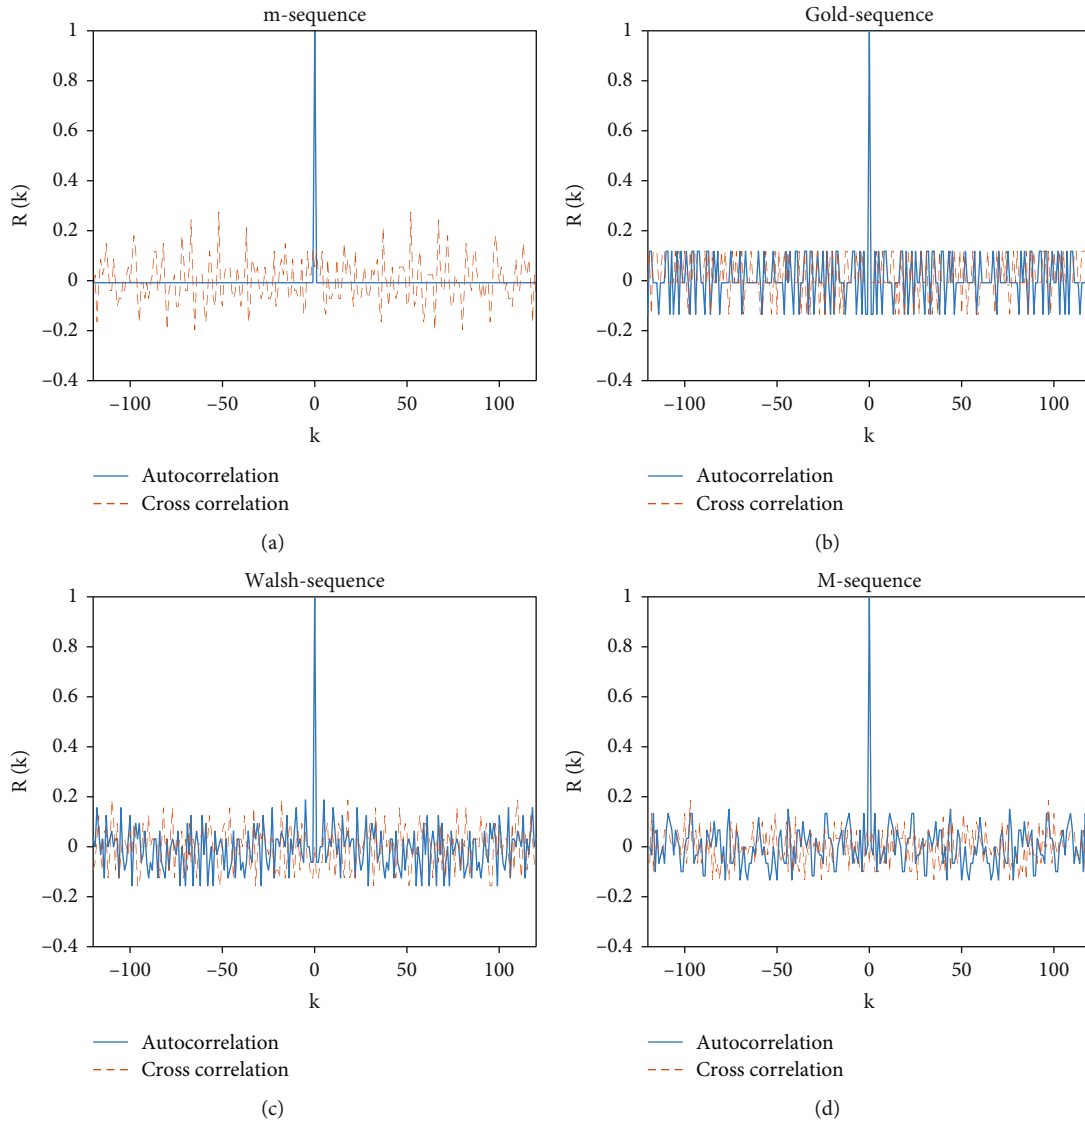 m-sequence
1
0.8
0.6
0.4
0.2
0
−0.2
−0.4
R (k)
−100
−50
0
50
100
k
Autocorrelation
Cross correlation
(a)
Gold-sequence
1
0.8
0.6
0.4
0.2
0
−0.2
−0.4
R (k)
−100
−50
0
50
100
k
Autocorrelation
Cross correlation
(b)
Walsh-sequence
1
0.8
0.6
0.4
0.2
0
−0.2
−0.4
R (k)
−100
−50
0
50
100
k
Autocorrelation
Cross correlation
(c)
M-sequence
1
0.8
0.6
0.4
0.2
0
−0.2
−0.4
R (k)
−100
−50
0
50
100
k
Autocorrelation
Cross correlation
(d)